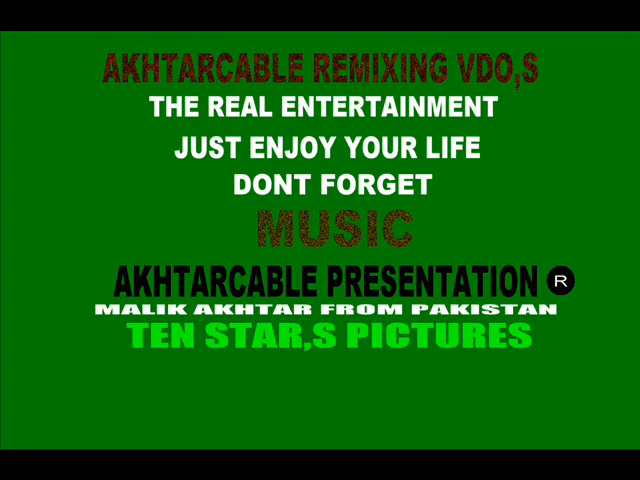 AKHTARCABLE REMIXING VDO,S
THE REAL ENTERTAINMENT
JUST ENJOY YOUR LIFE
DONT FORGET
MUSIC
AKHTARCABLE PRESENTATION R
MALIK AKHTAR FROM PAKISTAN
TEN STAR,S PICTURES